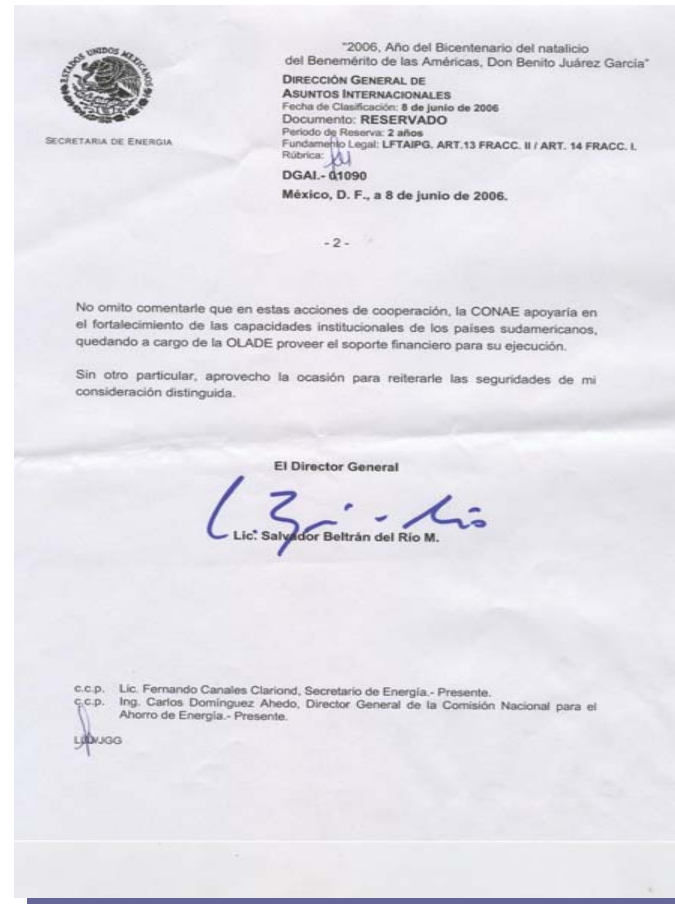 "2006, Año del Bicentenario del natalicio
del Benemérito de las Américas, Don Benito Juárez García"
ESTADOS UNIDOS MEXICANOS
SECRETARIA DE ENERGIA
DIRECCIÓN GENERAL DE
ASUNTOS INTERNACIONALES
Fecha de Clasificación: 8 de junio de 2006
Documento: RESERVADO
Periodo de Reserva: 2 años
Fundamento Legal: LFTAIPG. ART.13 FRACC. II / ART. 14 FRACC. I.
Rúbrica:
DGAI.- 01090
México, D. F., a 8 de junio de 2006.
- 2 -
No omito comentarle que en estas acciones de cooperación, la CONAE apoyaría en
el fortalecimiento de las capacidades institucionales de los países sudamericanos,
quedando a cargo de la OLADE proveer el soporte financiero para su ejecución.
Sin otro particular, aprovecho la ocasión para reiterarle las seguridades de mi
consideración distinguida.
El Director General
Lic. Salvador Beltrán del Río M.
c.c.p. Lic. Fernando Canales Clariond, Secretario de Energía.- Presente.
c.c.p. Ing. Carlos Domínguez Ahedo, Director General de la Comisión Nacional para el
Ahorro de Energía.- Presente.